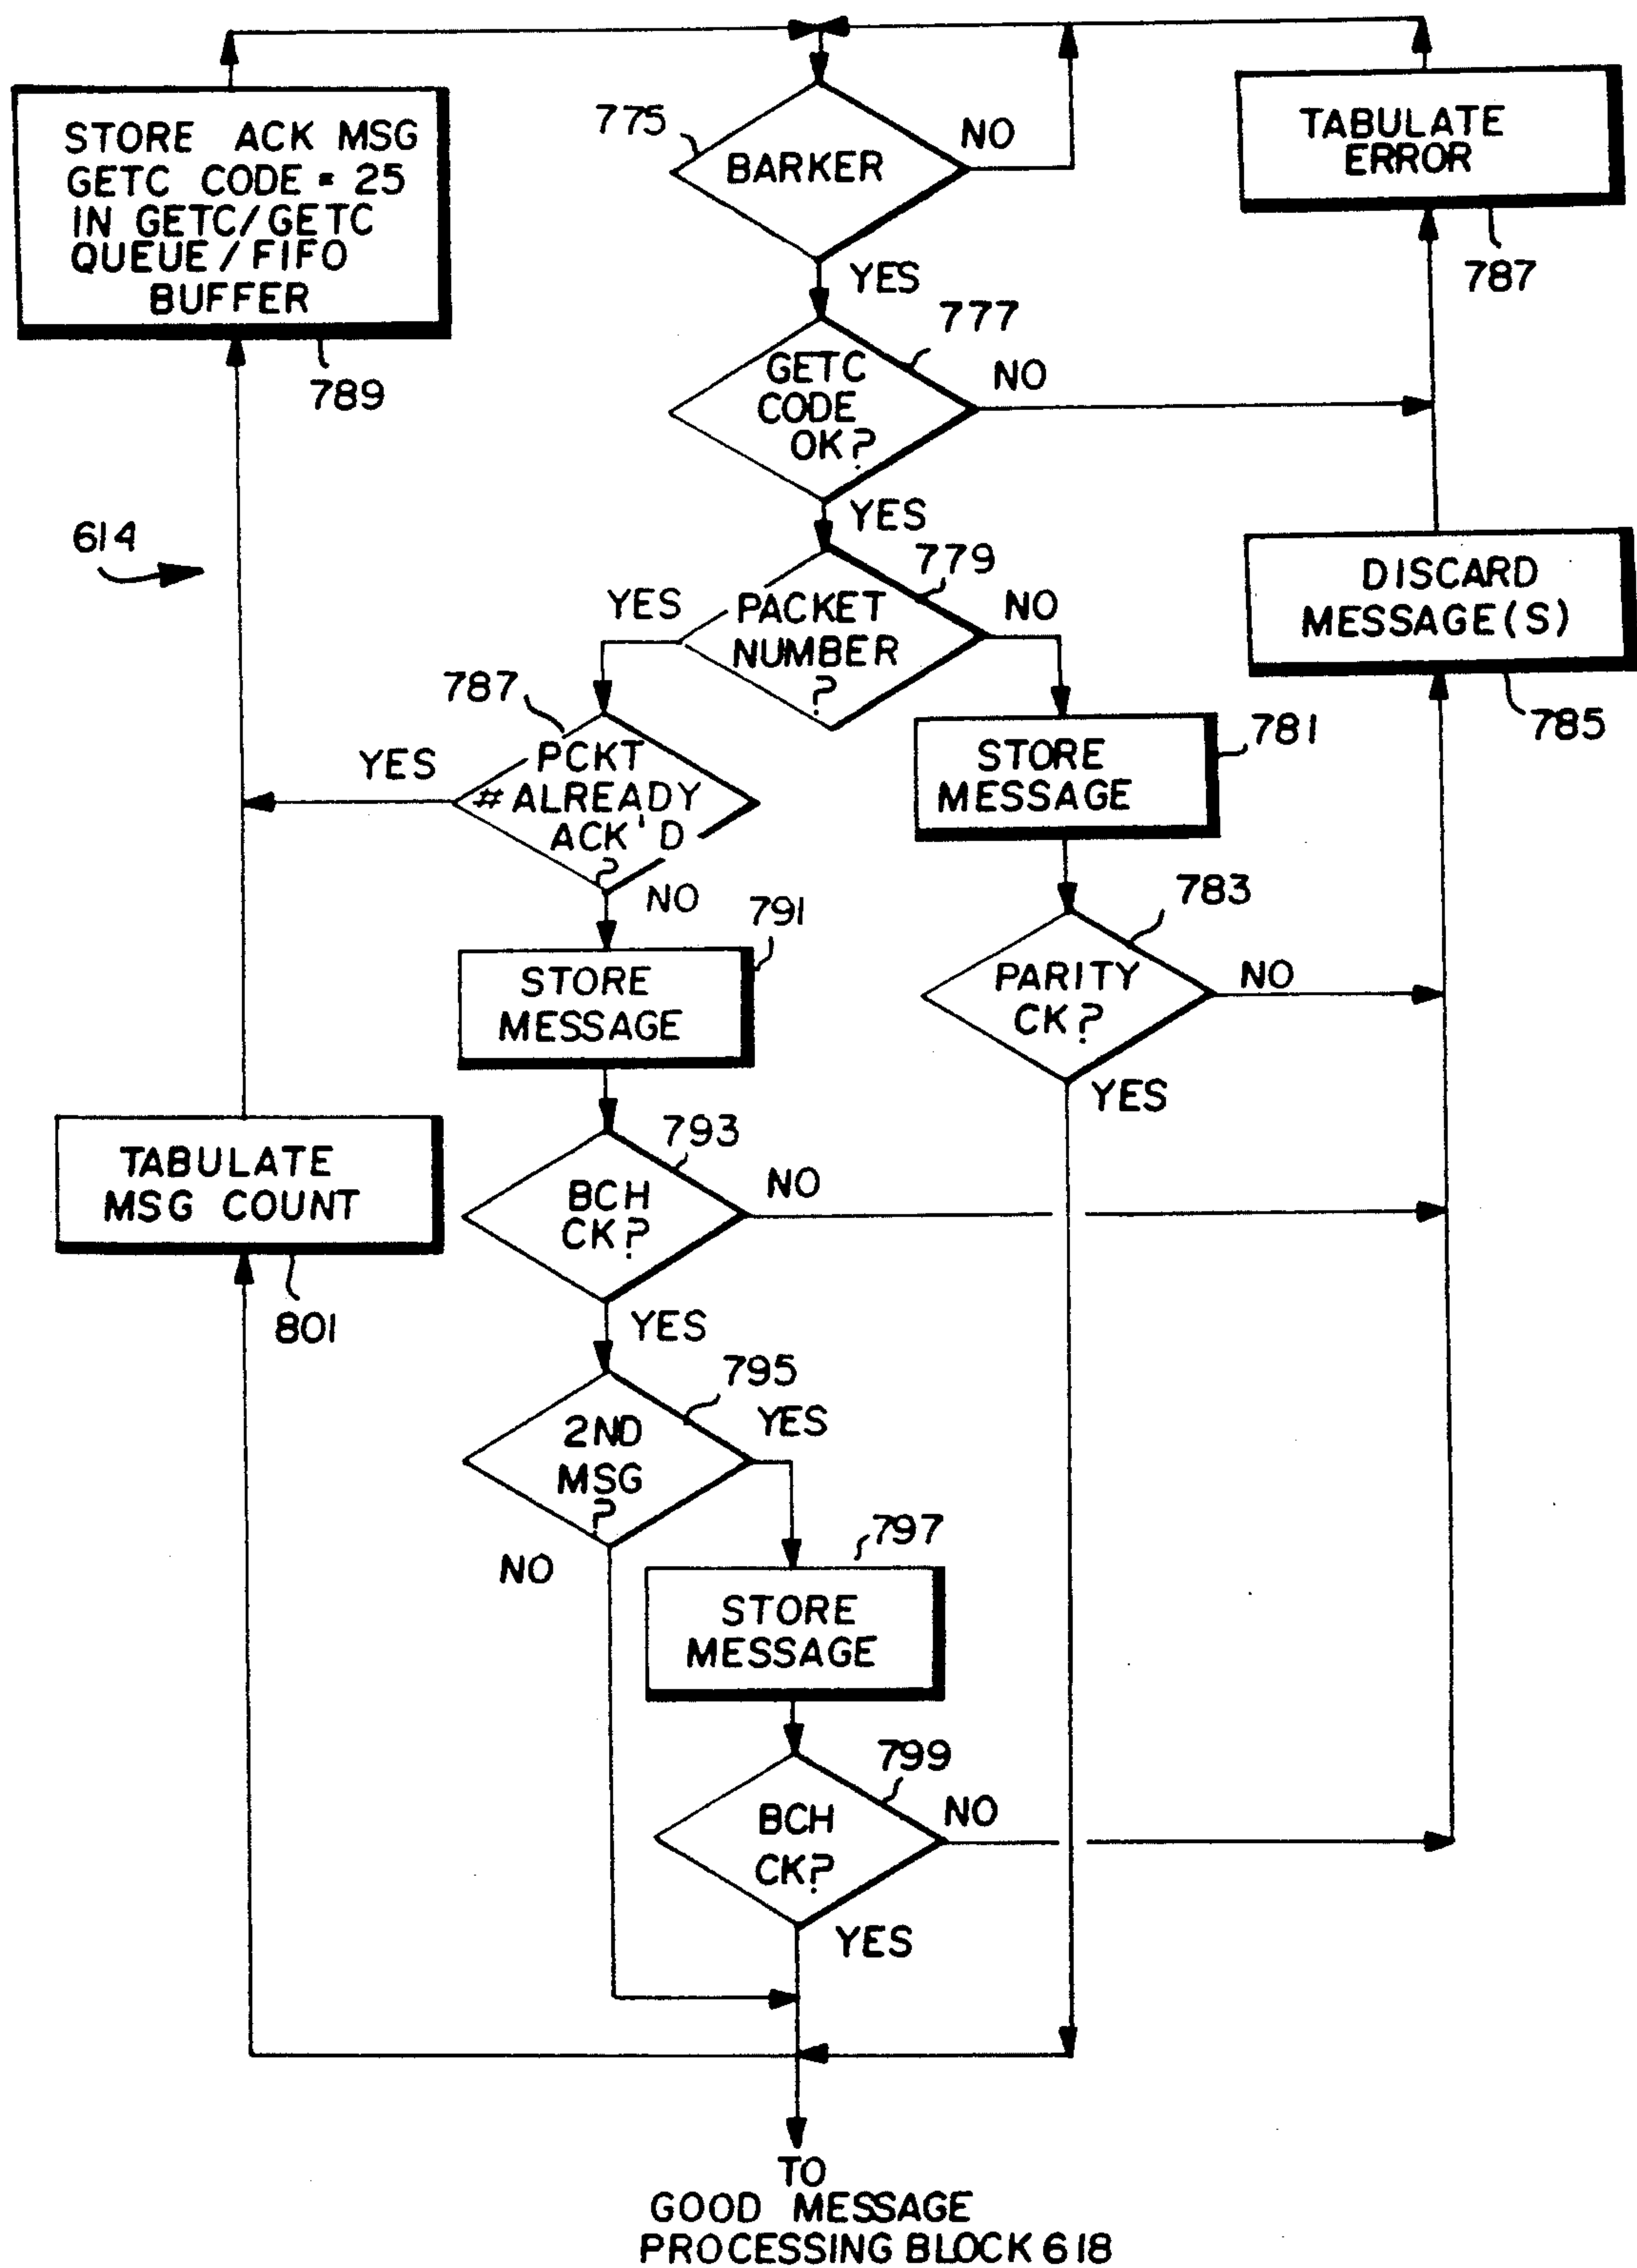 775
BARKER
NO
TABULATE
ERROR
787
STORE ACK MSG
GETC CODE = 25
IN GETC/GETC
QUEUE/FIFO
BUFFER
789
YES
777
GETC
CODE
OK?
NO
YES
614
779
YES
PACKET
NUMBER
?
NO
DISCARD
MESSAGE(S)
785
787
YES
PCKT
# ALREADY
ACK'D
?
NO
STORE
MESSAGE
781
783
PARITY
CK?
NO
YES
791
STORE
MESSAGE
793
BCH
CK?
NO
YES
TABULATE
MSG COUNT
801
795
2ND
MSG
?
YES
NO
797
STORE
MESSAGE
799
BCH
CK?
NO
YES
TO
GOOD MESSAGE
PROCESSING BLOCK 618